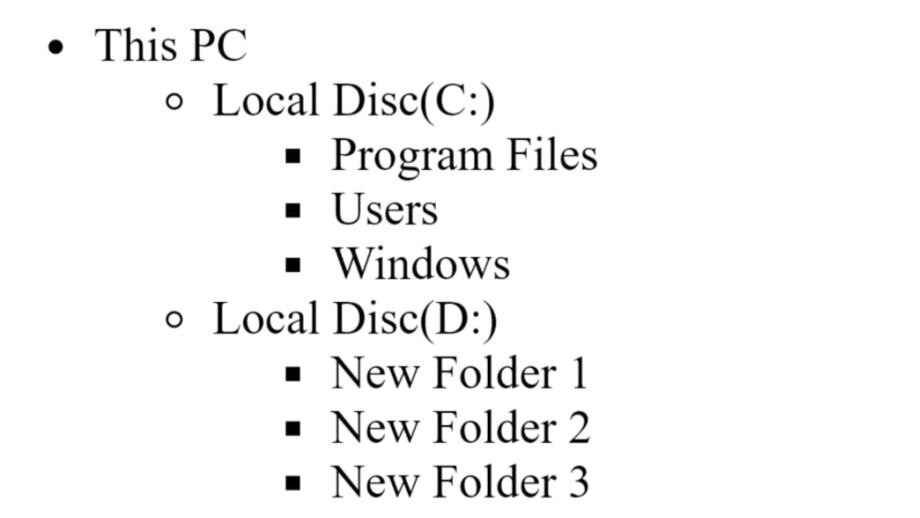 This PC
Local Disc(C:)
Program Files
Users
Windows
Local Disc(D:)
New Folder 1
New Folder 2
New Folder 3